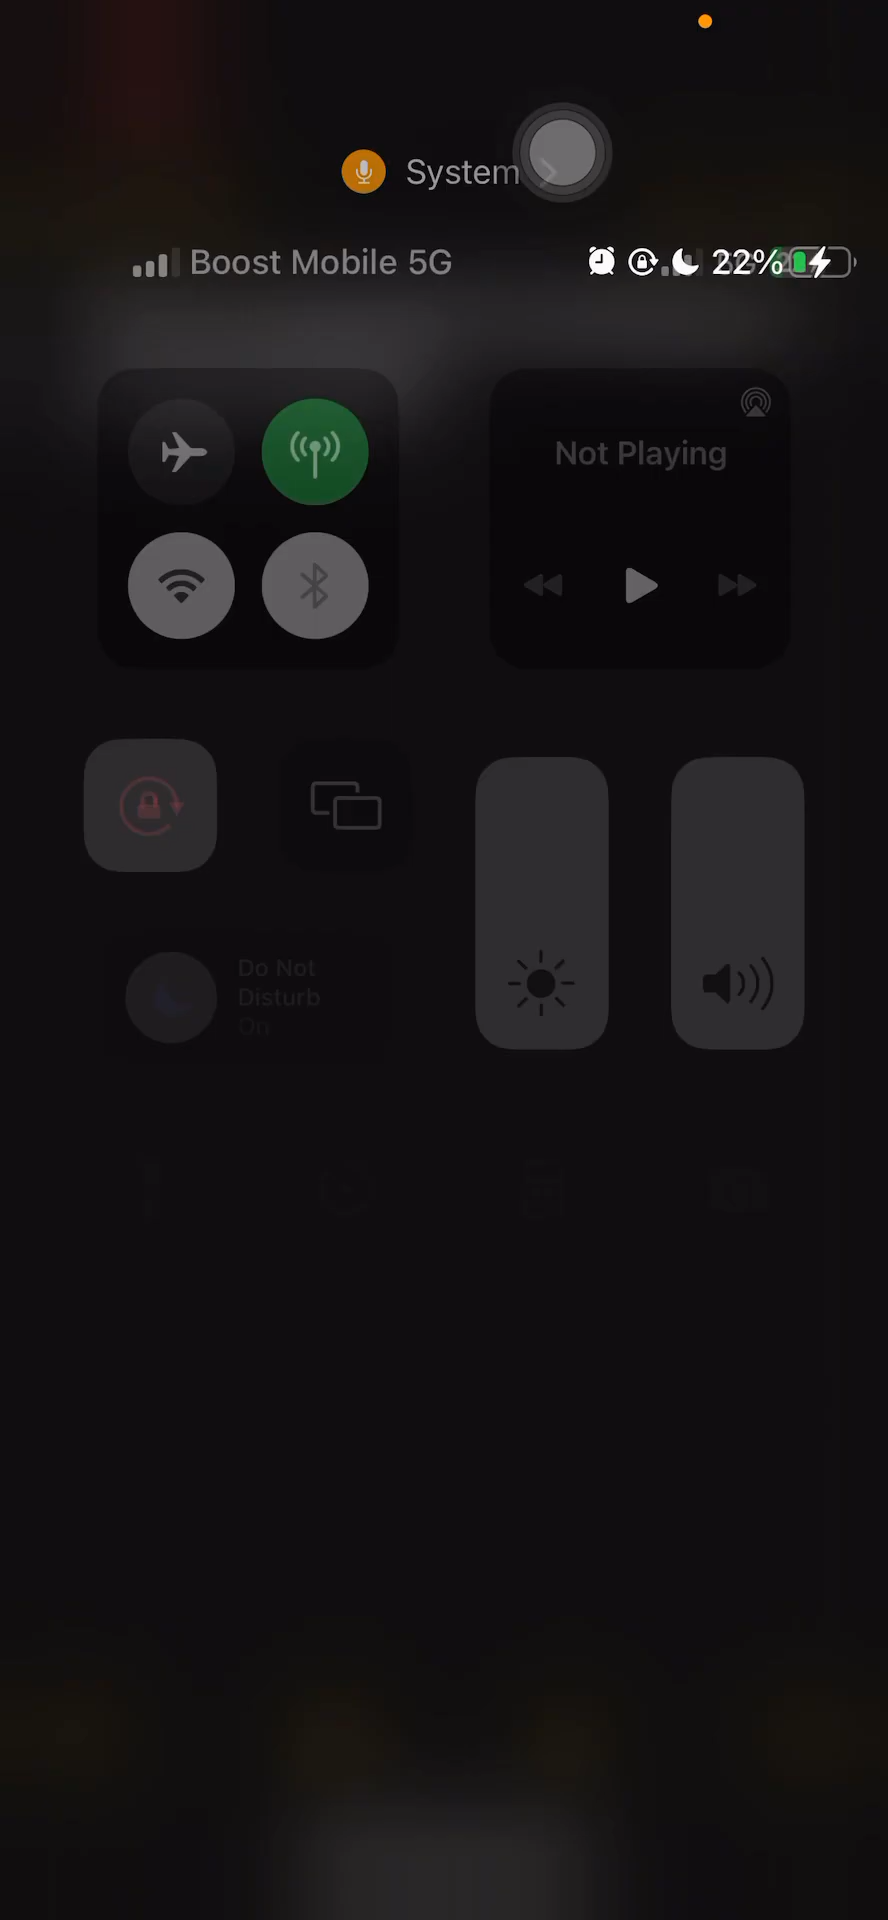 System
Boost Mobile 5G
22%
Not Playing
Do Not
Disturb
On